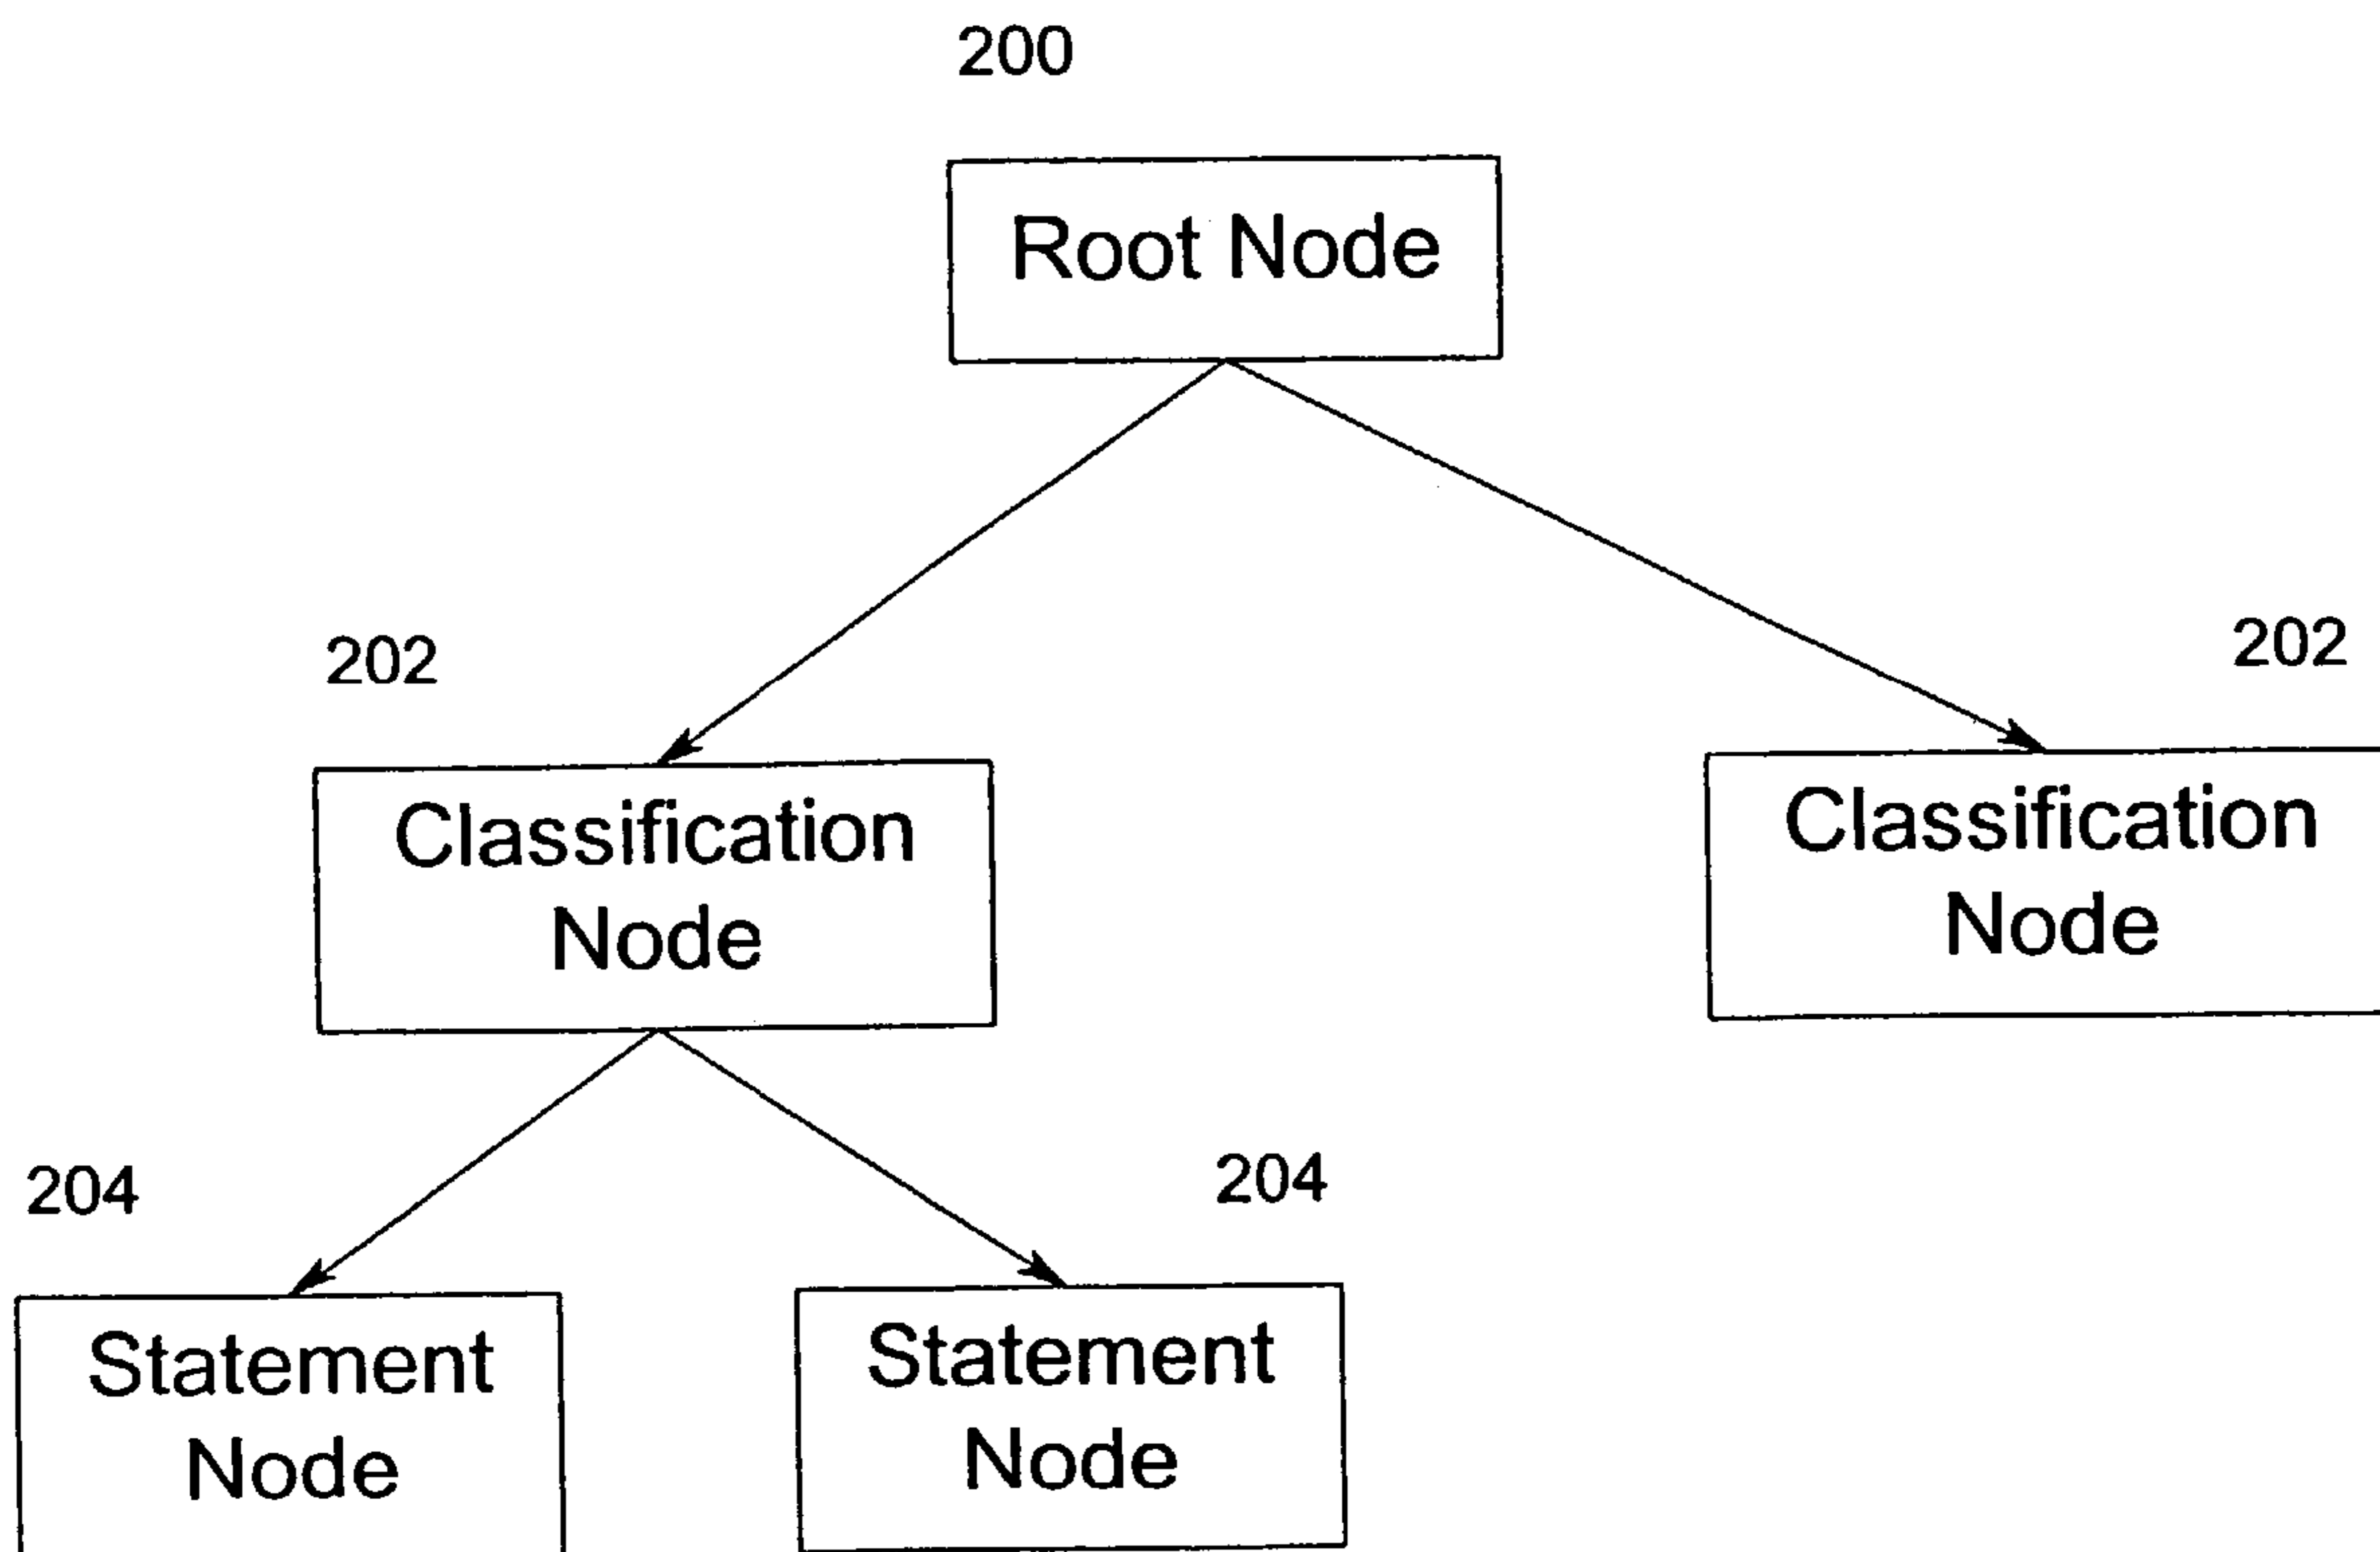 200
Root Node
202
202
Classification
Node
Classification
Node
204
204
Statement
Node
Statement
Node